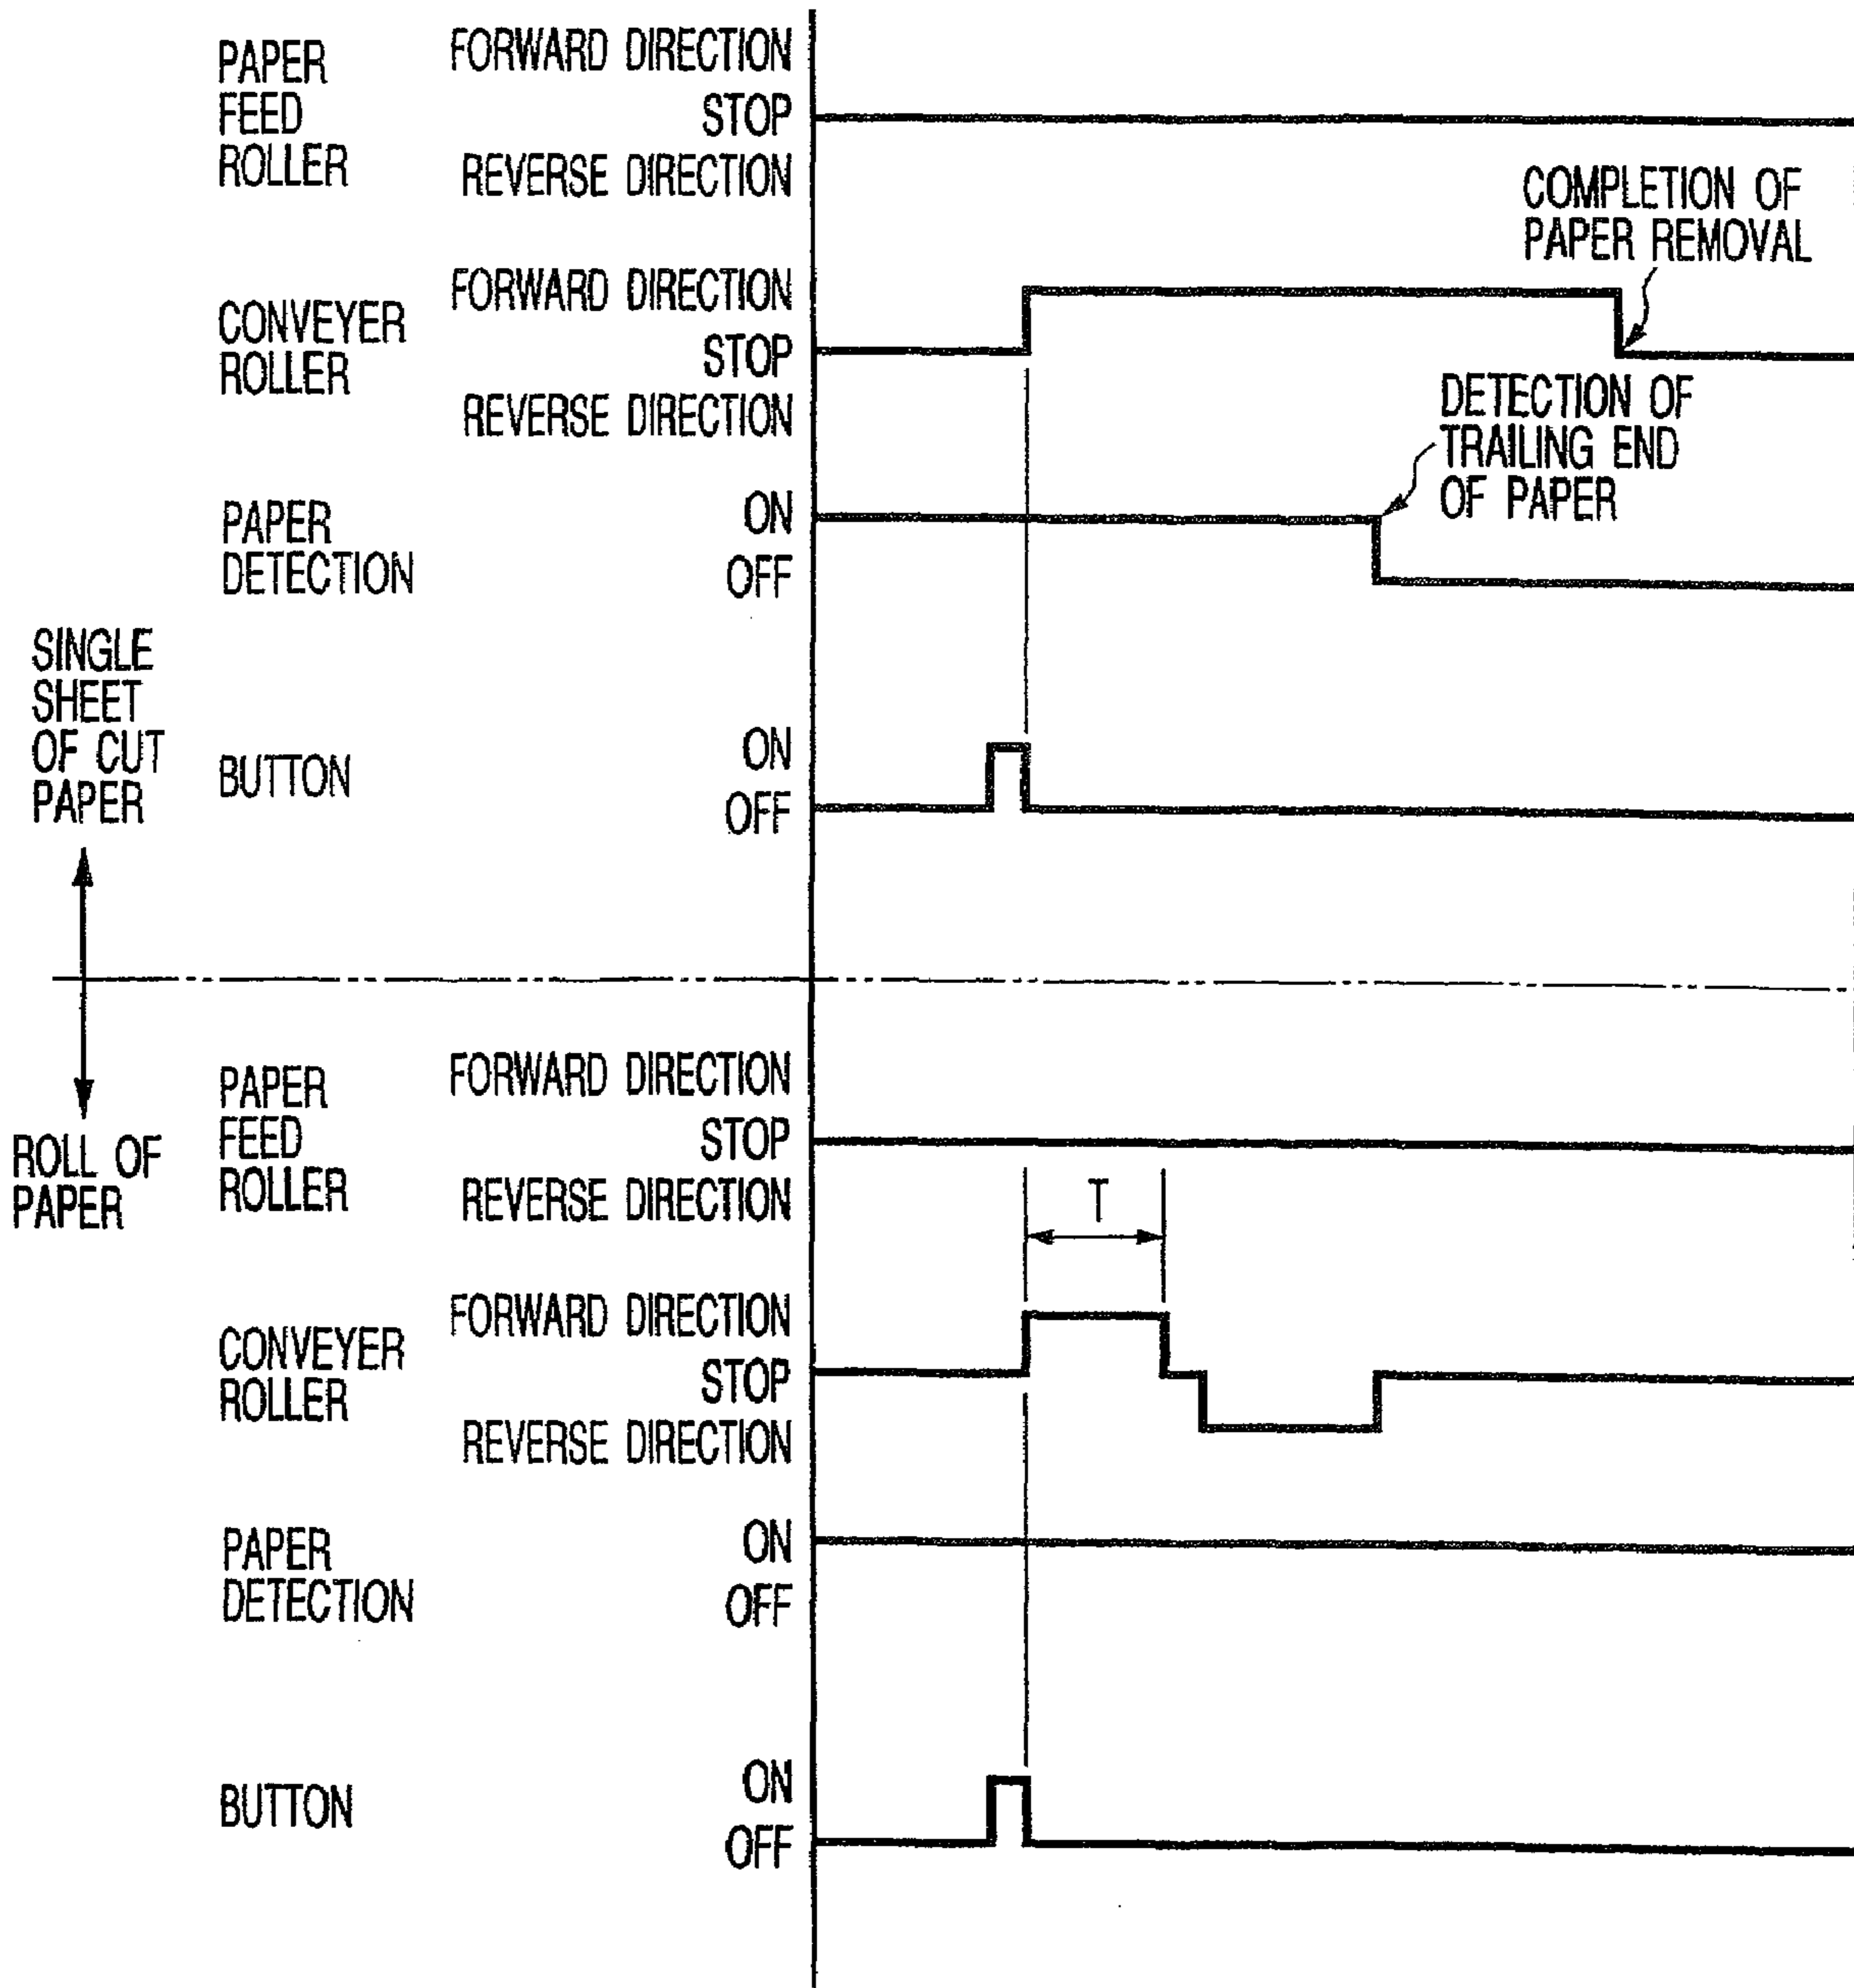 PAPER
FEED
ROLLER
FORWARD DIRECTION
STOP
REVERSE DIRECTION
COMPLETION OF
PAPER REMOVAL
CONVEYER
ROLLER
FORWARD DIRECTION
STOP
REVERSE DIRECTION
DETECTION OF
TRAILING END
OF PAPER
PAPER
DETECTION
ON
OFF
SINGLE
SHEET
OF CUT
PAPER
BUTTON
ON
OFF
ROLL OF
PAPER
PAPER
FEED
ROLLER
FORWARD DIRECTION
STOP
REVERSE DIRECTION
T
CONVEYER
ROLLER
FORWARD DIRECTION
STOP
REVERSE DIRECTION
PAPER
DETECTION
ON
OFF
BUTTON
ON
OFF